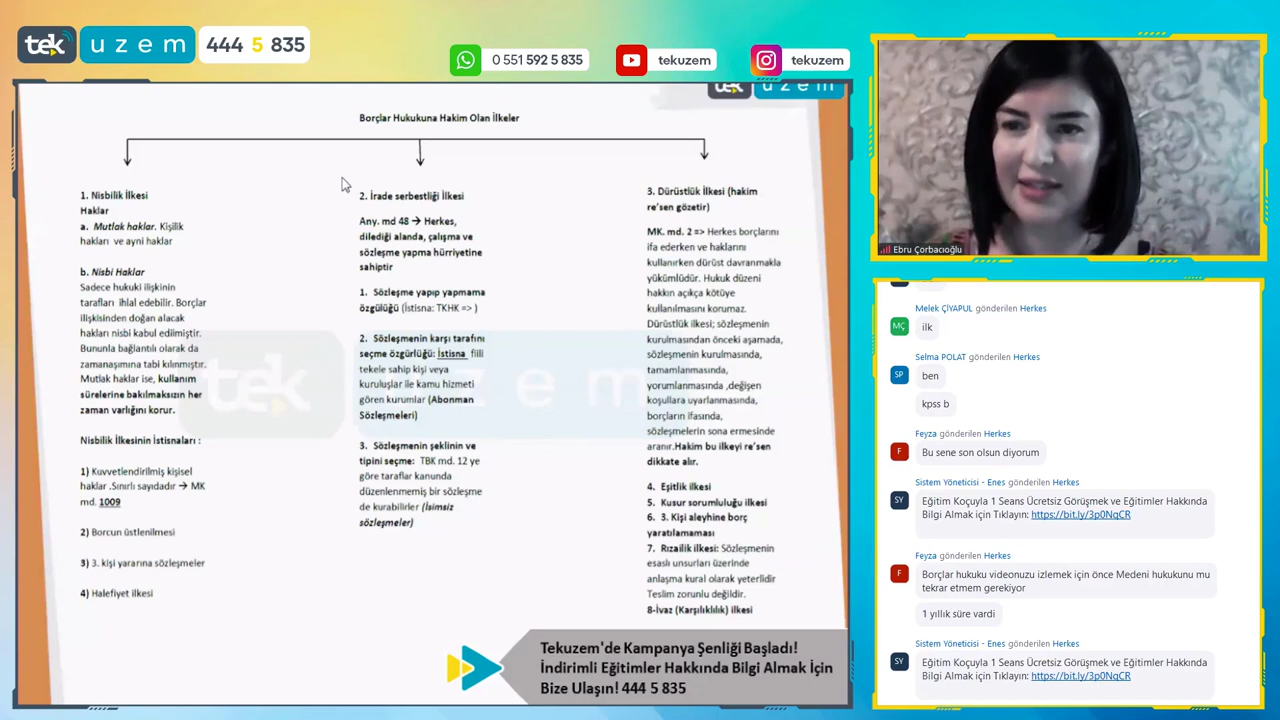 tek
uzem
444 5 835
0 551 592 5 835
tekuzem
tekuzem
tek
uzem
Borçlar Hukukuna Hakim Olan İlkeler
1. Nisbilik İlkesi
Haklar
a. Mutlak haklar. Kişilik
hakları ve ayni haklar
b. Nisbi Haklar
Sadece hukuki ilişkinin
tarafları ihlal edebilir. Borçlar
ilişkisinden doğan alacak
hakları nisbi kabul edilmiştir.
Bununla bağlantılı olarak da
zamanaşımına tabi kılınmıştır.
Mutlak haklar ise, kullanım
sürelerine bakılmaksızın her
zaman varlığını korur.
Nisbilik İlkesinin İstisnaları :
1) Kuvvetlendirilmiş kişisel
haklar .Sınırlı sayıdadır → MK
md. 1009
2) Borcun üstlenilmesi
3) 3. kişi yararına sözleşmeler
4) Halefiyet ilkesi
2. İrade serbestliği İlkesi
Any. md 48 → Herkes,
dilediği alanda, çalışma ve
sözleşme yapma hürriyetine
sahiptir
1. Sözleşme yapıp yapmama
özgülüğü (İstisna: TKHK => )
2. Sözleşmenin karşı tarafını
seçme özgürlüğü: İstisna fiili
tekele sahip kişi veya
kuruluşlar ile kamu hizmeti
gören kurumlar (Abonman
Sözleşmeleri)
3. Sözleşmenin şeklinin ve
tipini seçme: TBK md. 12 ye
göre taraflar kanunda
düzenlenmemiş bir sözleşme
de kurabilirler (İsimsiz
sözleşmeler)
3. Dürüstlük İlkesi (hakim
re'sen gözetir)
MK. md. 2 => Herkes borçlarını
ifa ederken ve haklarını
kullanırken dürüst davranmakla
yükümlüdür. Hukuk düzeni
hakkın açıkça kötüye
kullanılmasını korumaz.
Dürüstlük ilkesi; sözleşmenin
kurulmasından önceki aşamada,
sözleşmenin kurulmasında,
tamamlanmasında,
yorumlanmasında ,değişen
koşullara uyarlanmasında,
borçların ifasında,
sözleşmelerin sona ermesinde
aranır.Hakim bu ilkeyi re'sen
dikkate alır.
4. Eşitlik ilkesi
5. Kusur sorumluluğu ilkesi
6. 3. Kişi aleyhine borç
yaratılamaması
7. Rızailik ilkesi: Sözleşmenin
esaslı unsurları üzerinde
anlaşma kural olarak yeterlidir
Teslim zorunlu değildir.
8-İvaz (Karşılıklılık) ilkesi
tek uzem
Tekuzem'de Kampanya Şenliği Başladı!
İndirimli Eğitimler Hakkında Bilgi Almak İçin
Bize Ulaşın! 444 5 835
Ebru Çorbacıoğlu
Melek ÇİYAPUL gönderilen Herkes
MÇ
ilk
Selma POLAT gönderilen Herkes
SP
ben
kpss b
Feyza gönderilen Herkes
F
Bu sene son olsun diyorum
Sistem Yöneticisi - Enes gönderilen Herkes
SY
Eğitim Koçuyla 1 Seans Ücretsiz Görüşmek ve Eğitimler Hakkında
Bilgi Almak için Tıklayın: https://bit.ly/3p0NqCR
Feyza gönderilen Herkes
F
Borçlar hukuku videonuzu izlemek için önce Medeni hukukunu mu
tekrar etmem gerekiyor
1 yıllık süre vardi
Sistem Yöneticisi - Enes gönderilen Herkes
SY
Eğitim Koçuyla 1 Seans Ücretsiz Görüşmek ve Eğitimler Hakkında
Bilgi Almak için Tıklayın: https://bit.ly/3p0NqCR